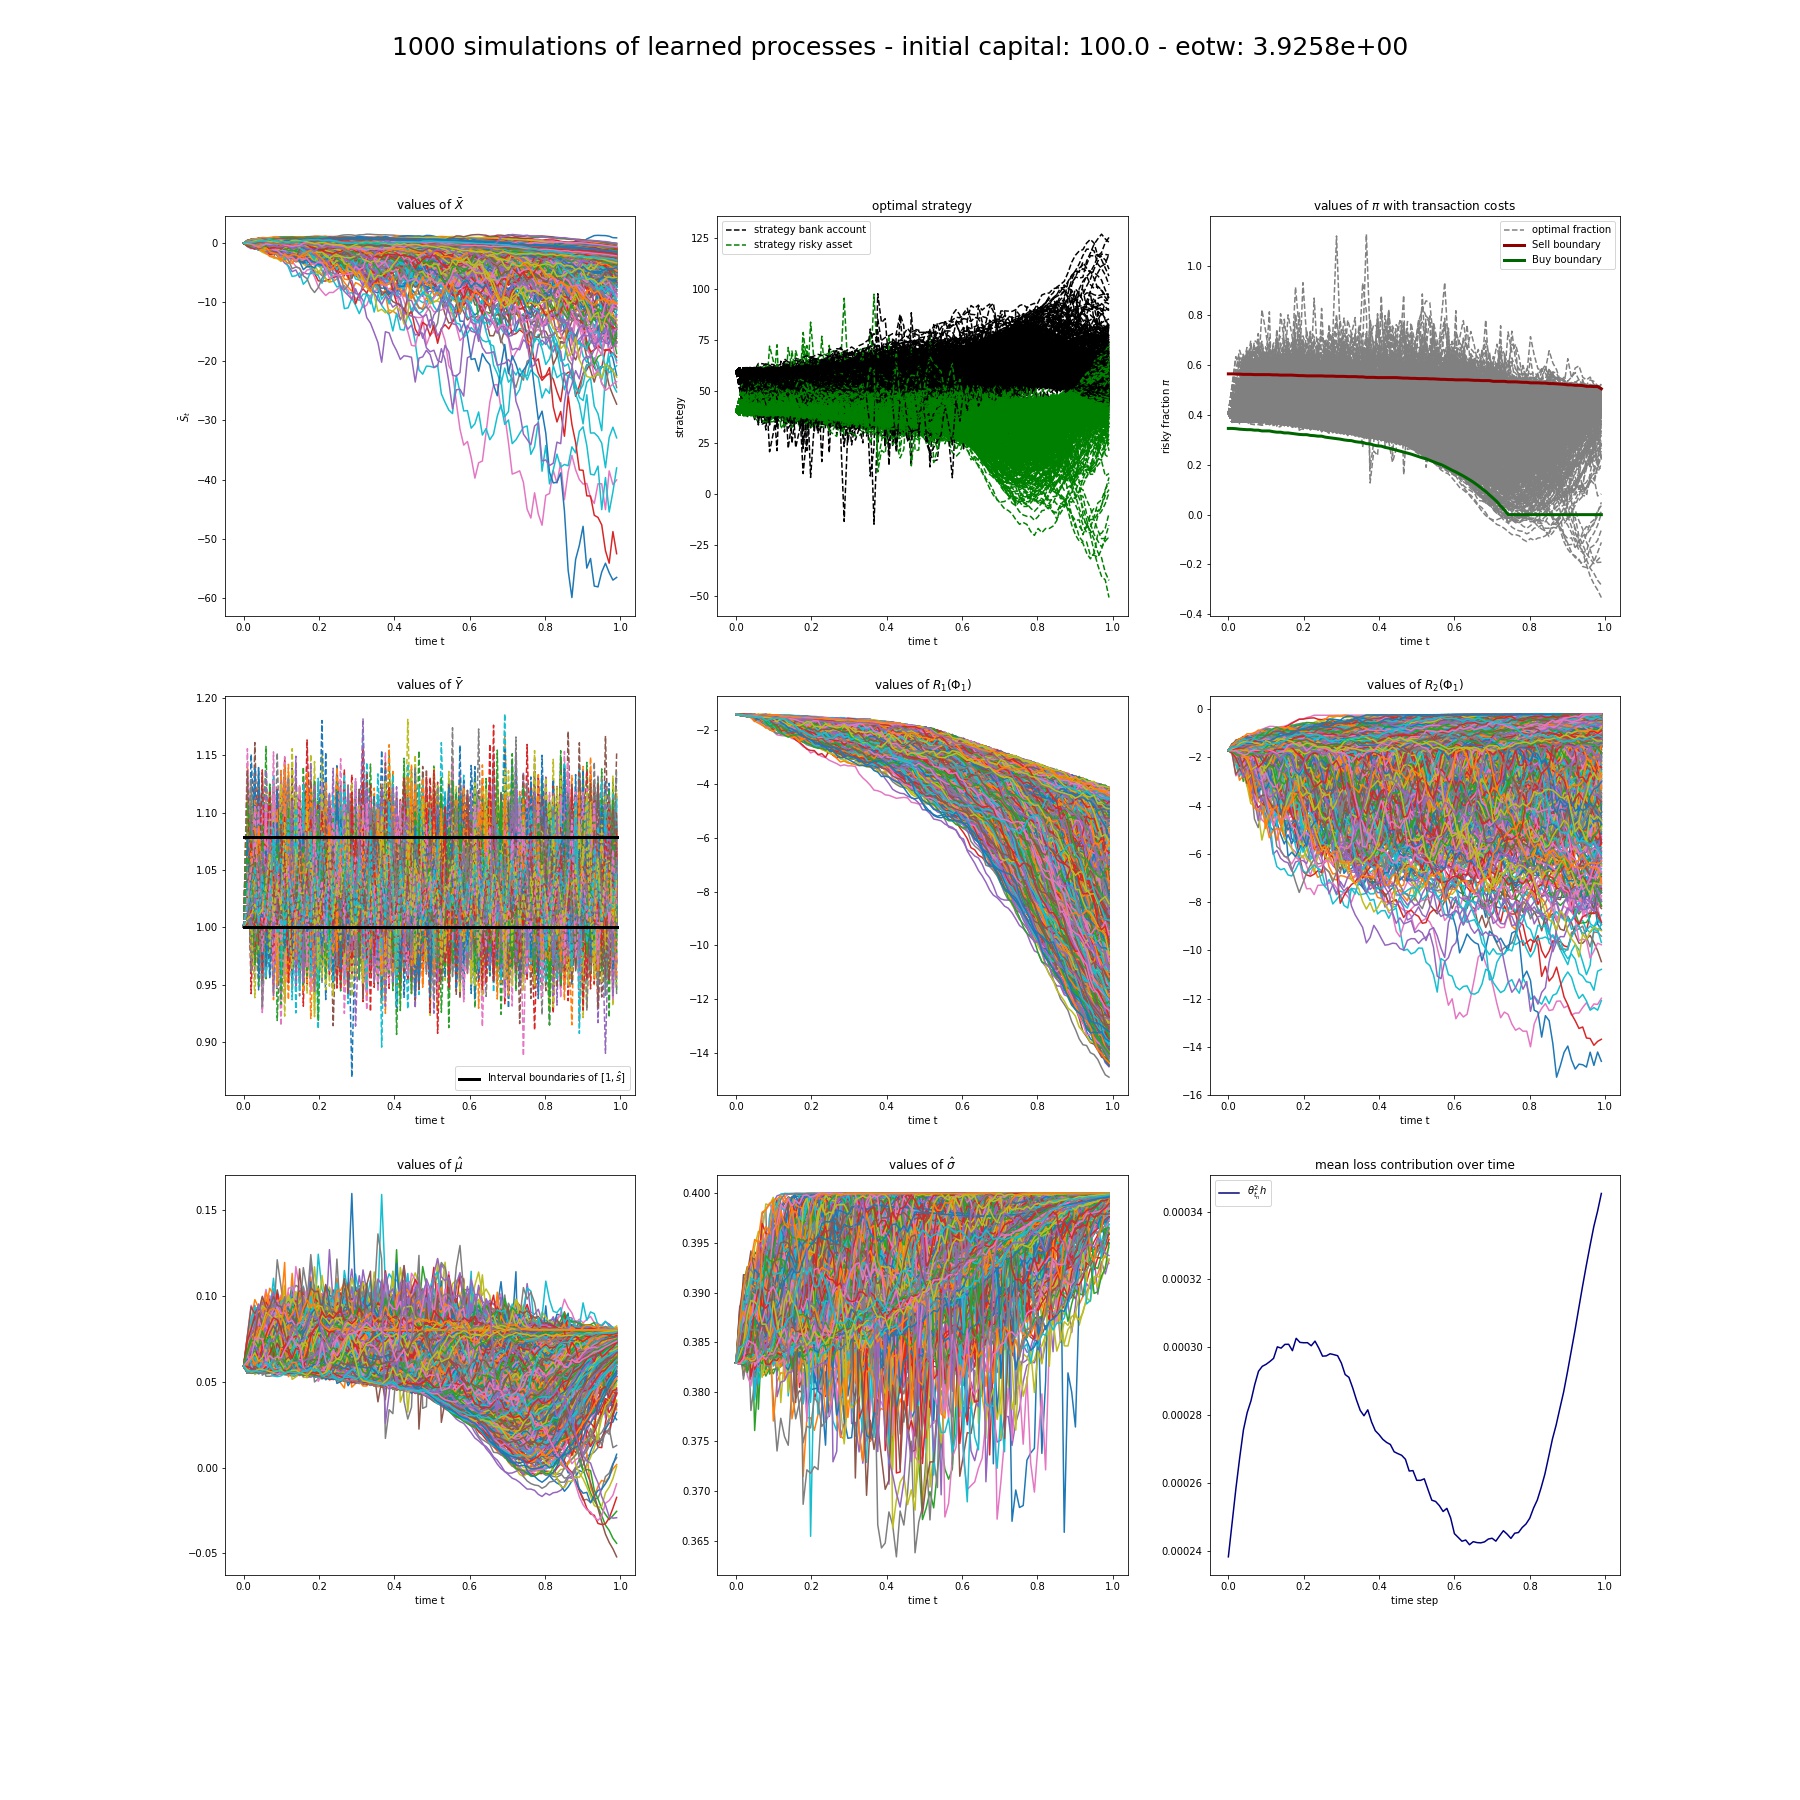 1000 simulations of learned processes - initial capital: 100.0 - eotw: 3.9258e+00
values of X̄
0
−10
−20
−30
−40
−50
−60
s̄ₜ
0.0 0.2 0.4 0.6 0.8 1.0
time t
optimal strategy
strategy bank account
strategy risky asset
125
100
75
50
25
0
−25
−50
strategy
0.0 0.2 0.4 0.6 0.8 1.0
time t
values of π with transaction costs
optimal fraction
Sell boundary
Buy boundary
1.0
0.8
0.6
0.4
0.2
0.0
−0.2
−0.4
risky fraction π
0.0 0.2 0.4 0.6 0.8 1.0
time t
values of Ȳ
1.20
1.15
1.10
1.05
1.00
0.95
0.90
Interval boundaries of [1, ŝ]
0.0 0.2 0.4 0.6 0.8 1.0
time t
values of R₁(Φ₁)
−2
−4
−6
−8
−10
−12
−14
0.0 0.2 0.4 0.6 0.8 1.0
time t
values of R₂(Φ₁)
0
−2
−4
−6
−8
−10
−12
−14
−16
0.0 0.2 0.4 0.6 0.8 1.0
time t
values of μ̂
0.15
0.10
0.05
0.00
−0.05
0.0 0.2 0.4 0.6 0.8 1.0
time t
values of σ̂
0.400
0.395
0.390
0.385
0.380
0.375
0.370
0.365
0.0 0.2 0.4 0.6 0.8 1.0
time t
mean loss contribution over time
θ²ₜₙh
0.00034
0.00032
0.00030
0.00028
0.00026
0.00024
0.0 0.2 0.4 0.6 0.8 1.0
time step